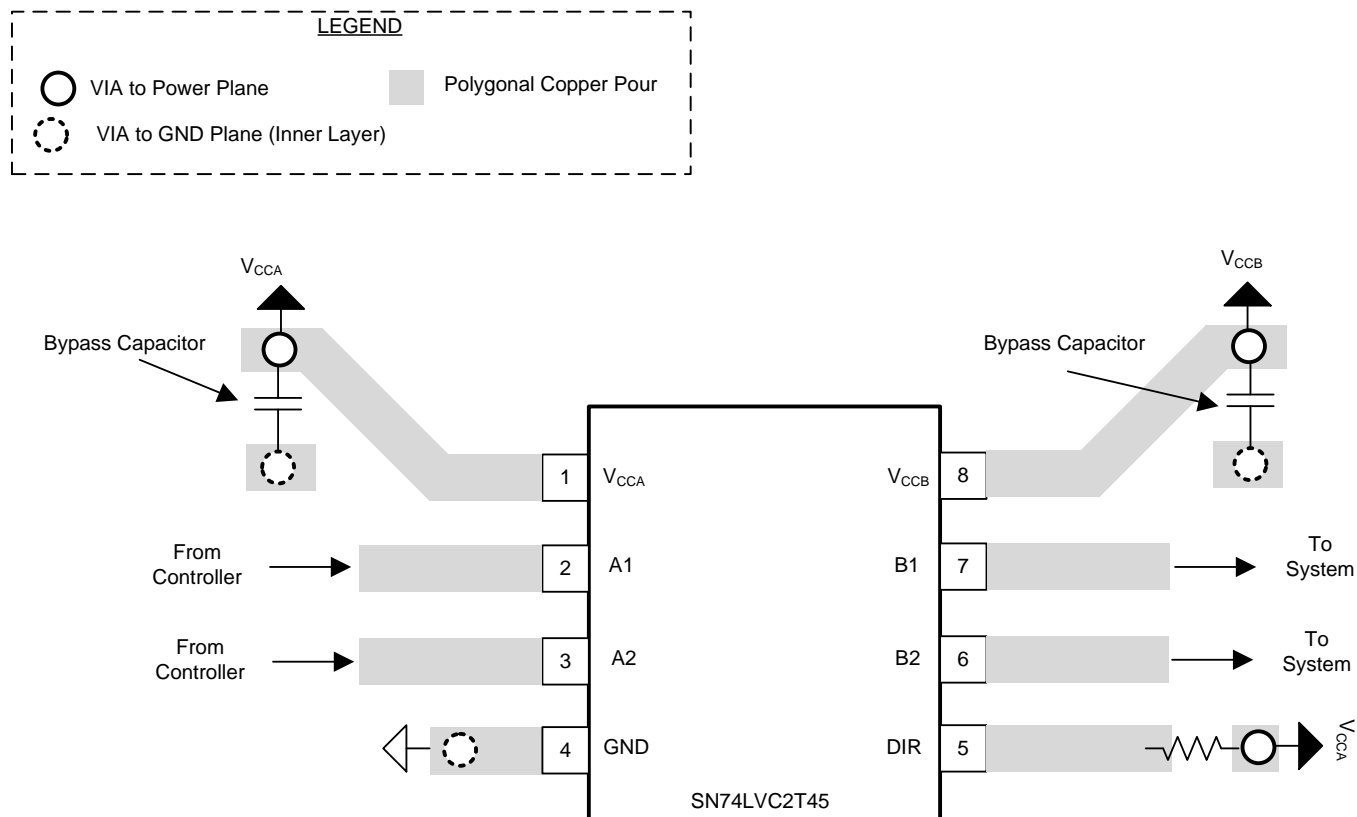 LEGEND
VIA to Power Plane
Polygonal Copper Pour
VIA to GND Plane (Inner Layer)
VCCA
VCCB
Bypass Capacitor
Bypass Capacitor
1
VCCA
VCCB
8
From
Controller
2
A1
B1
7
To
System
From
Controller
3
A2
B2
6
To
System
4
GND
DIR
5
VCCA
SN74LVC2T45